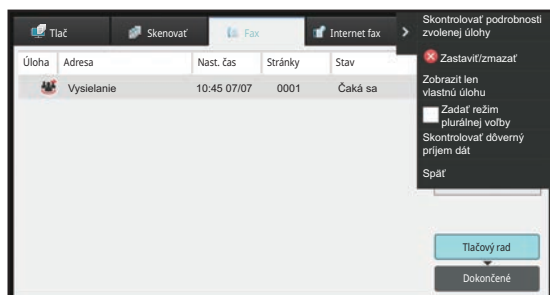 Tlač
Skenovať
Fax
Internet fax
Úloha Adresa Nast. čas Stránky Stav
Vysielanie 10:45 07/07 0001 Čaká sa
Skontrolovať podrobnosti
zvolenej úlohy
Zastaviť/zmazať
Zobrazit len
vlastnú úlohu
Zadať režim
plurálnej voľby
Skontrolovať dôverný
príjem dát
Späť
Tlačový rad
Dokončené